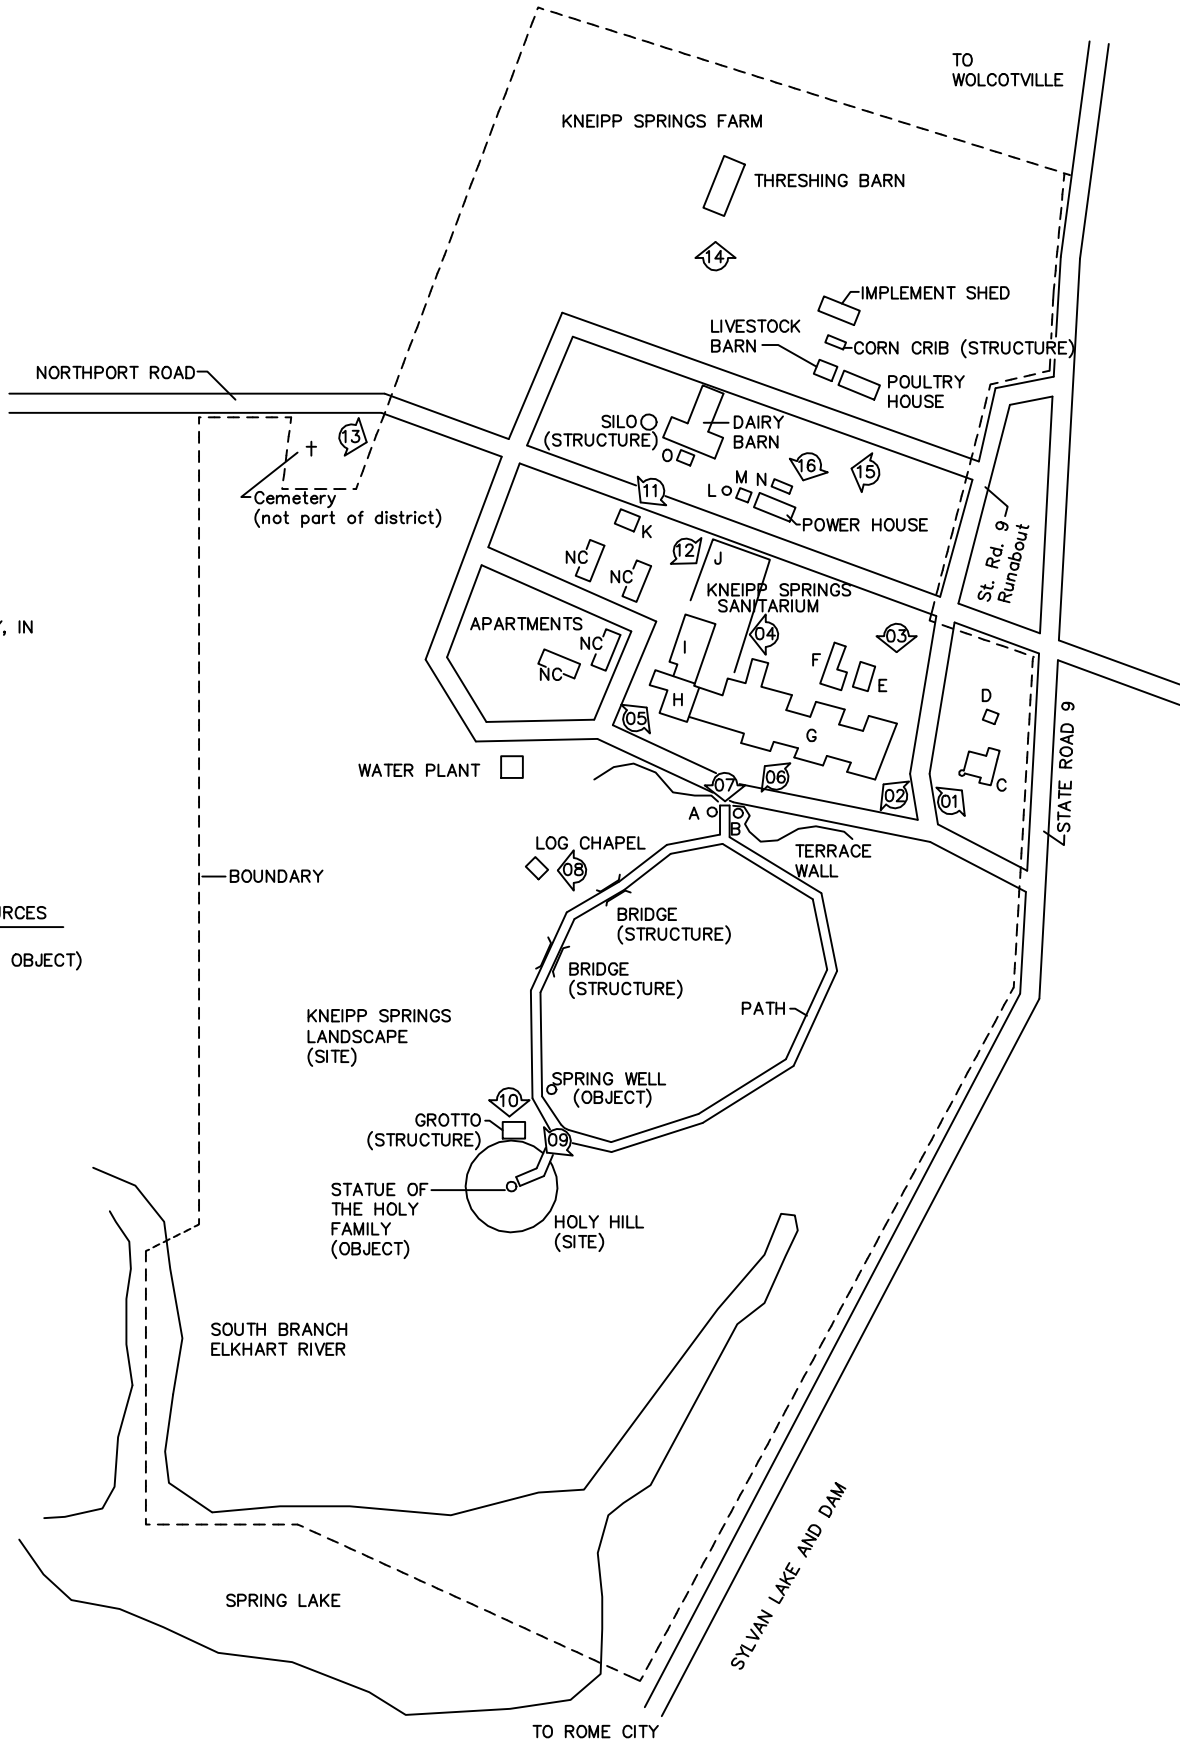 TO
WOLCOTVILLE
KNEIPP SPRINGS FARM
THRESHING BARN
14
IMPLEMENT SHED
LIVESTOCK
BARN
CORN CRIB (STRUCTURE)
POULTRY
HOUSE
NORTHPORT ROAD
13
SILO
(STRUCTURE)
DAIRY
BARN
O
16
15
11
L
M
N
POWER HOUSE
Cemetery
(not part of district)
St. Rd. 9
Runabout
K
12
J
NC
NC
KNEIPP SPRINGS
SANITARIUM
, IN
APARTMENTS
NC
NC
I
04
03
F
E
H
D
05
G
STATE ROAD 9
WATER PLANT
07
06
02
01
C
A
B
LOG CHAPEL
08
TERRACE
WALL
BOUNDARY
URCES
BRIDGE
(STRUCTURE)
OBJECT)
BRIDGE
(STRUCTURE)
KNEIPP SPRINGS
LANDSCAPE
(SITE)
PATH
SPRING WELL
(OBJECT)
10
GROTTO
(STRUCTURE)
09
STATUE OF
THE HOLY
FAMILY
(OBJECT)
HOLY HILL
(SITE)
SOUTH BRANCH
ELKHART RIVER
SYLVAN LAKE AND DAM
SPRING LAKE
TO ROME CITY